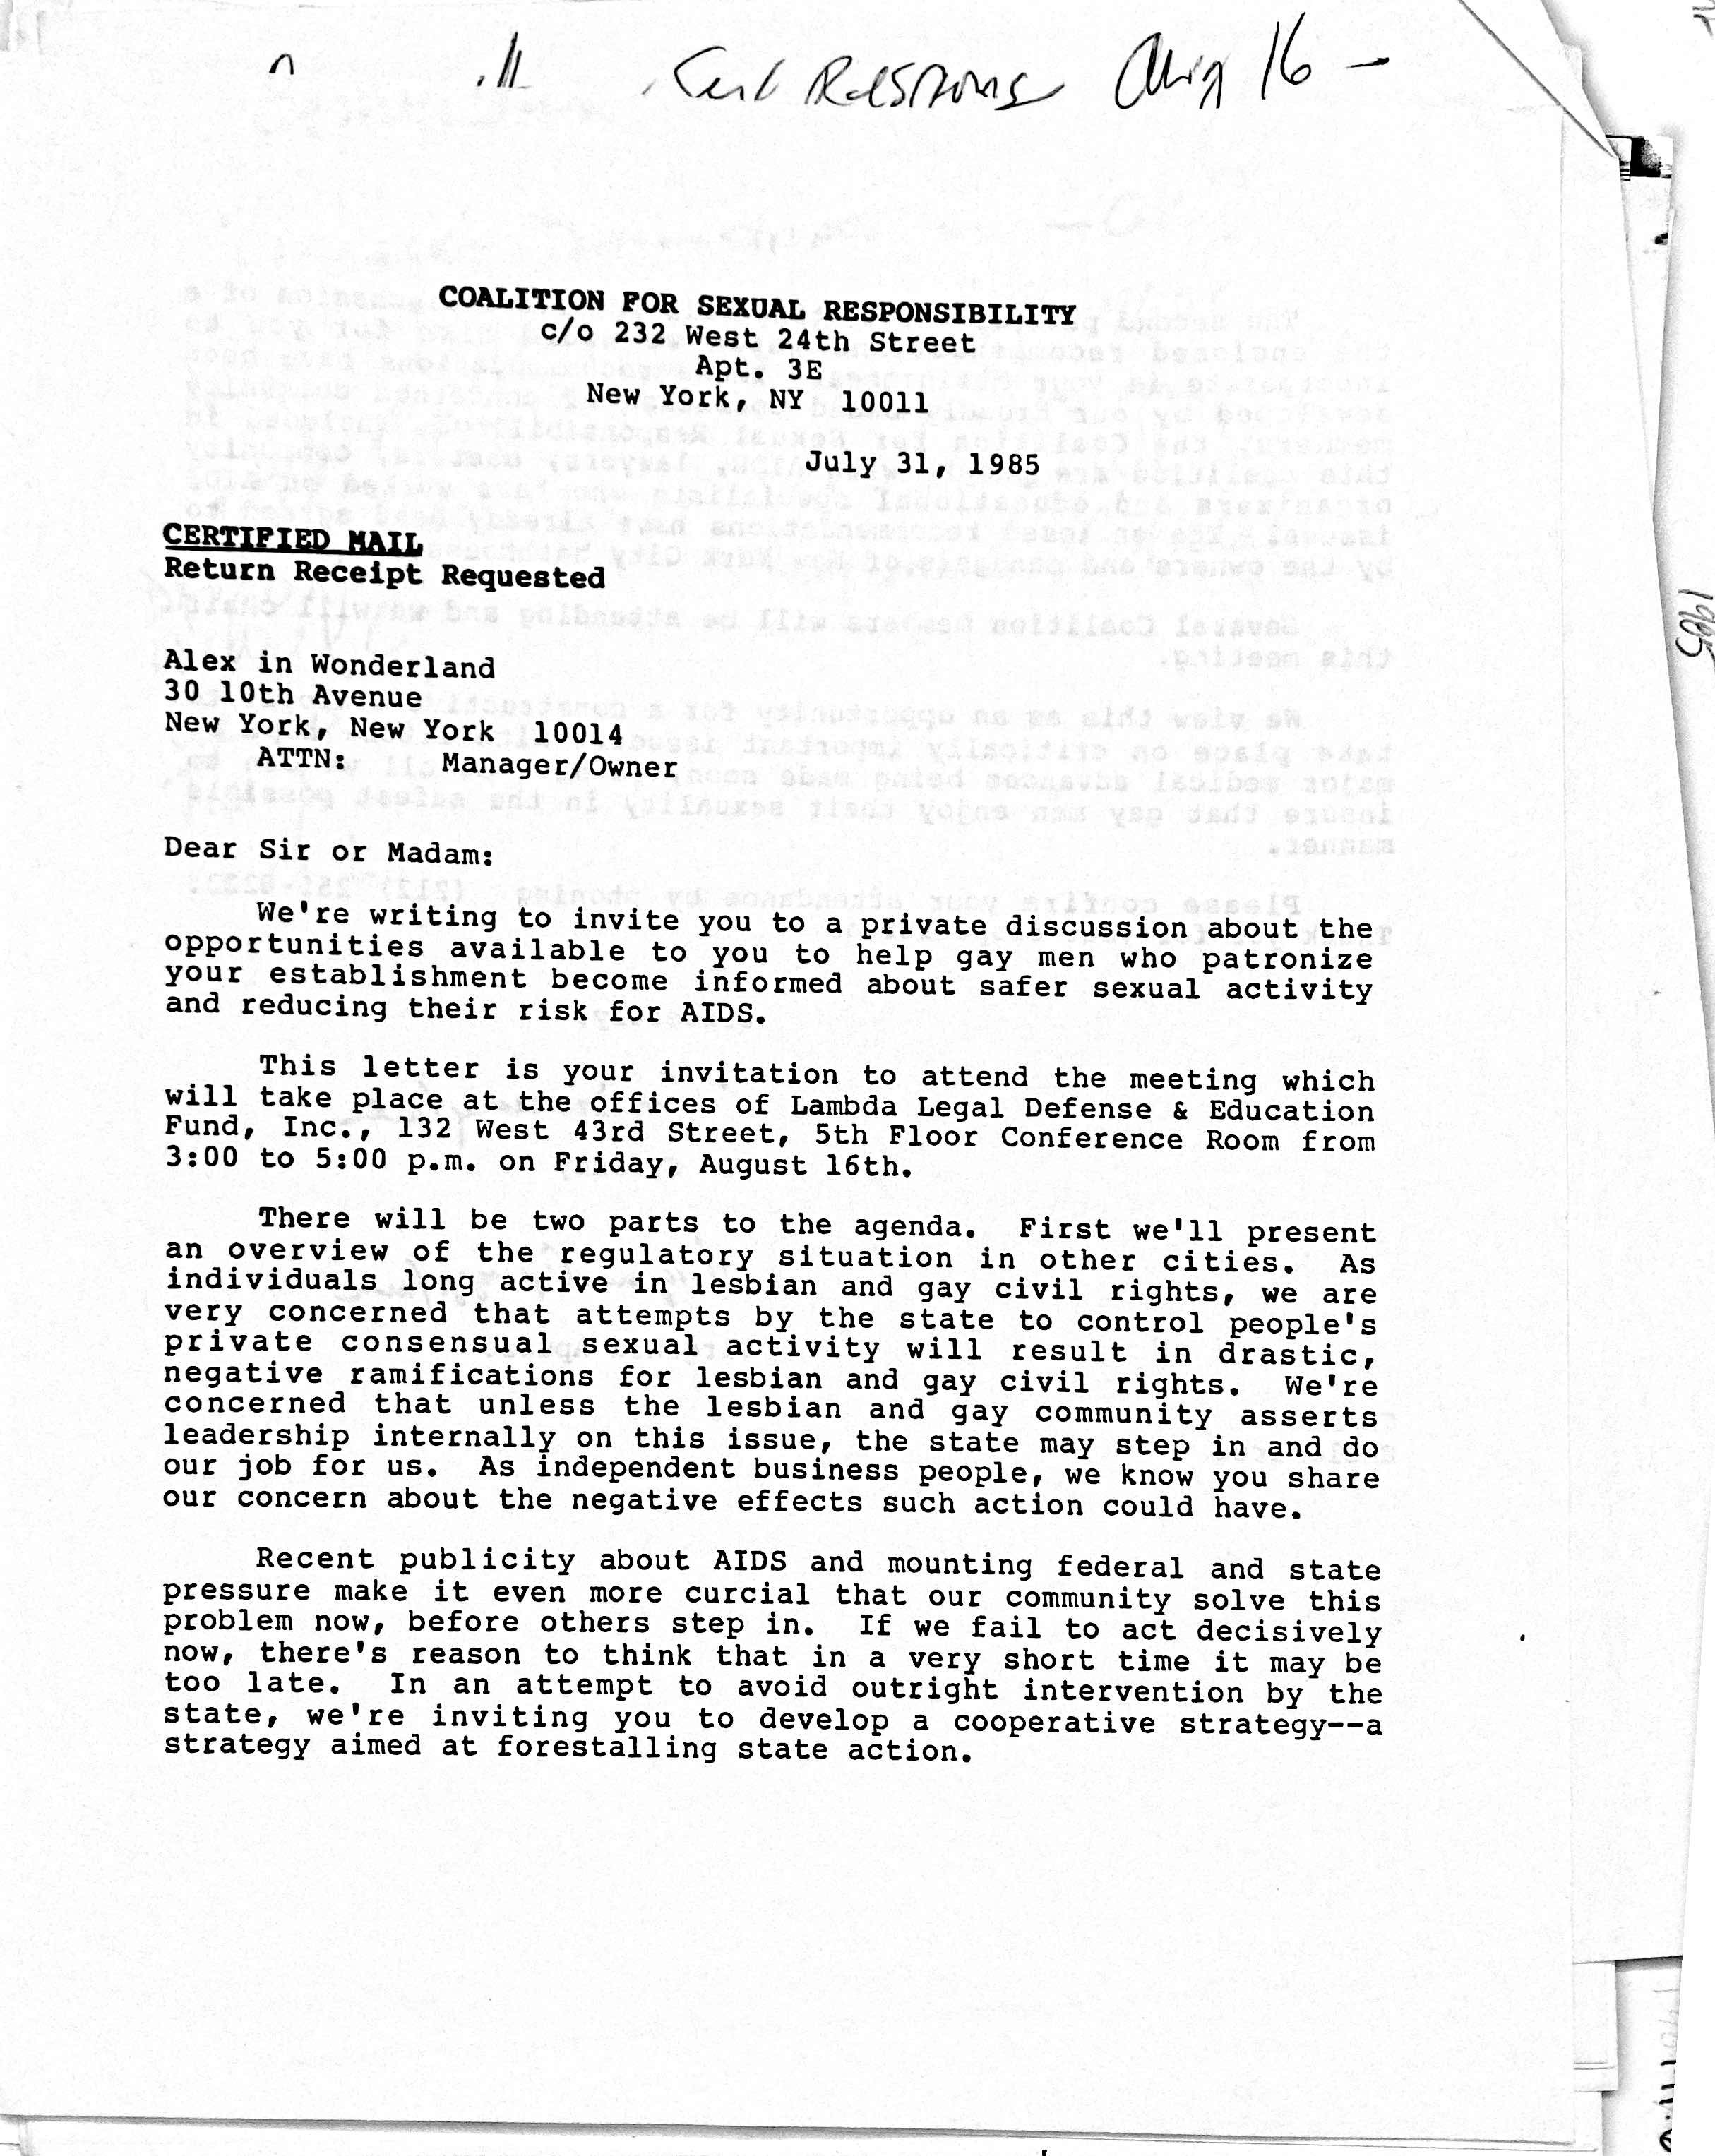 Aug 16 -
COALITION FOR SEXUAL RESPONSIBILITY
c/o 232 West 24th Street
Apt. 3E
New York, NY 10011
July 31, 1985
CERTIFIED MAIL
Return Receipt Requested
Alex in Wonderland
30 10th Avenue
New York, New York 10014
ATTN: Manager/Owner
Dear Sir or Madam:
We're writing to invite you to a private discussion about the
opportunities available to you to help gay men who patronize
your establishment become informed about safer sexual activity
and reducing their risk for AIDS.
This letter is your invitation to attend the meeting which
will take place at the offices of Lambda Legal Defense & Education
Fund, Inc., 132 West 43rd Street, 5th Floor Conference Room from
3:00 to 5:00 p.m. on Friday, August 16th.
There will be two parts to the agenda. First we'll present
an overview of the regulatory situation in other cities. As
individuals long active in lesbian and gay civil rights, we are
very concerned that attempts by the state to control people's
private consensual sexual activity will result in drastic,
negative ramifications for lesbian and gay civil rights. We're
concerned that unless the lesbian and gay community asserts
leadership internally on this issue, the state may step in and do
our job for us. As independent business people, we know you share
our concern about the negative effects such action could have.
Recent publicity about AIDS and mounting federal and state
pressure make it even more curcial that our community solve this
problem now, before others step in. If we fail to act decisively
now, there's reason to think that in a very short time it may be
too late. In an attempt to avoid outright intervention by the
state, we're inviting you to develop a cooperative strategy--a
strategy aimed at forestalling state action.
1985